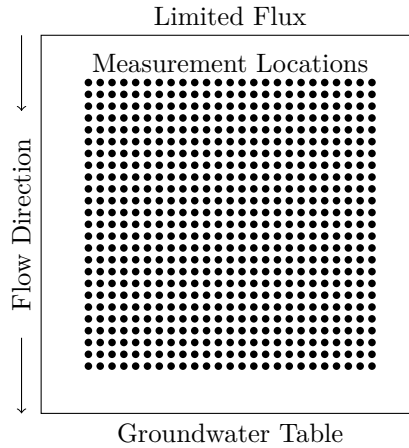 Limited Flux
Measurement Locations
Flow Direction
Groundwater Table